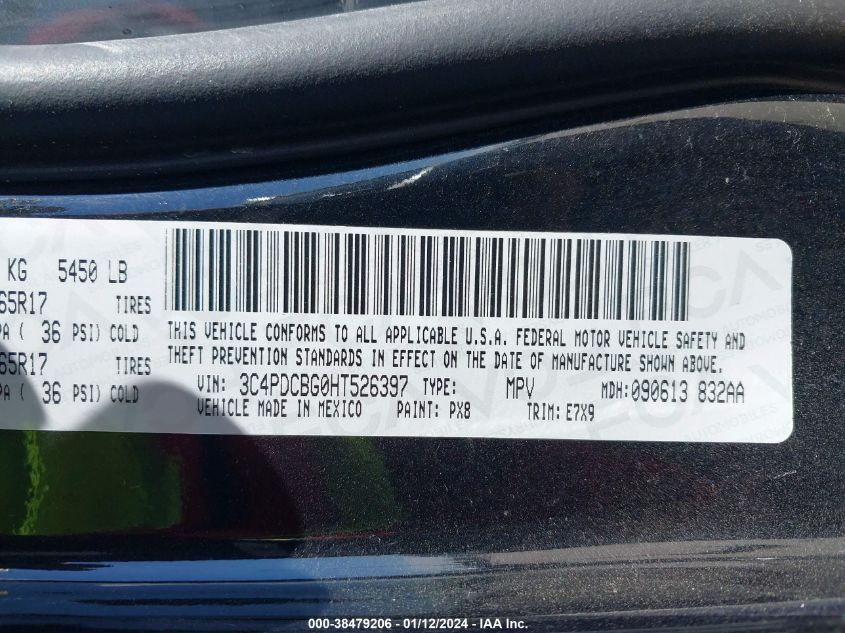 KG 5450 LB
65R17 TIRES
PA ( 36 PSI) COLD
65R17 TIRES
PA ( 36 PSI) COLD
THIS VEHICLE CONFORMS TO ALL APPLICABLE U.S.A. FEDERAL MOTOR VEHICLE SAFETY AND
THEFT PREVENTION STANDARDS IN EFFECT ON THE DATE OF MANUFACTURE SHOWN ABOVE.
VIN: 3C4PDCBG0HT526397 TYPE: MPV MDH: 090613 832AA
VEHICLE MADE IN MEXICO PAINT: PX8 TRIM: E7X9
000-38479206 - 01/12/2024 - IAA Inc.